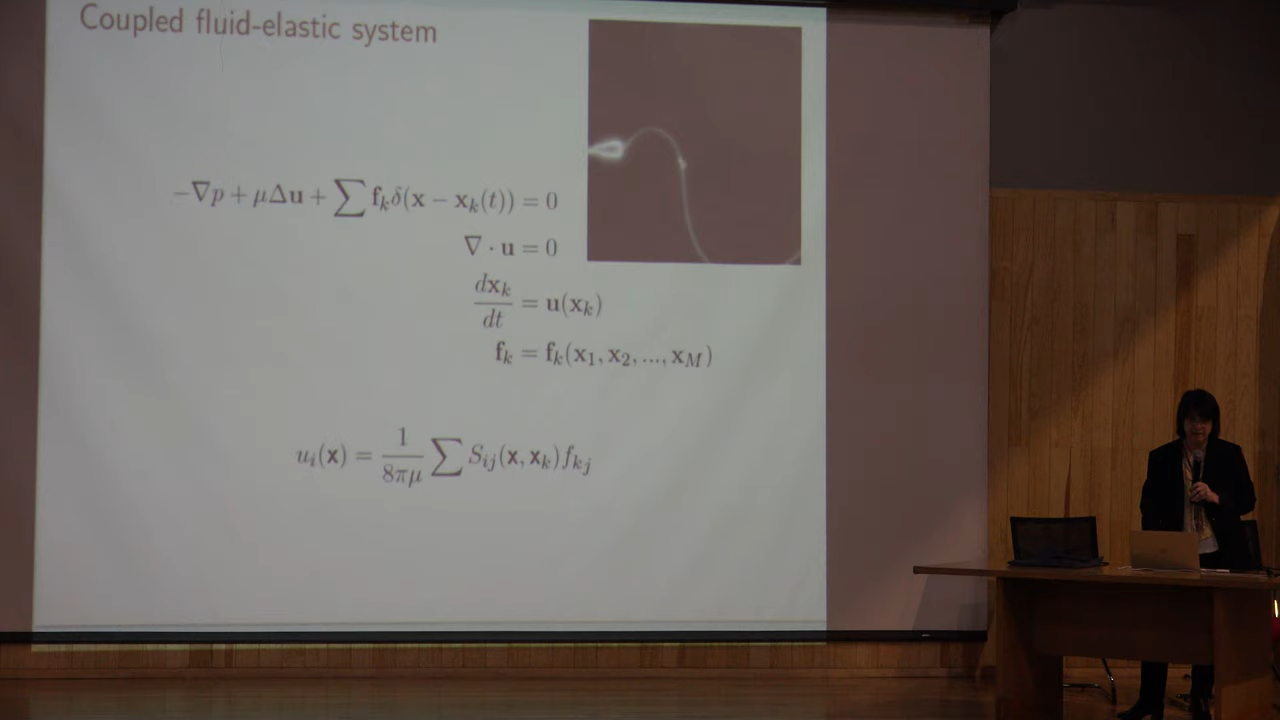 Coupled fluid-elastic system
−∇p + μΔu + ∑ f_kδ(x − x_k(t)) = 0
∇ · u = 0
dx_k/dt = u(x_k)
f_k = f_k(x_1, x_2, ..., x_M)
u_i(x) = 1/8πμ ∑ S_ij(x, x_k)f_kj